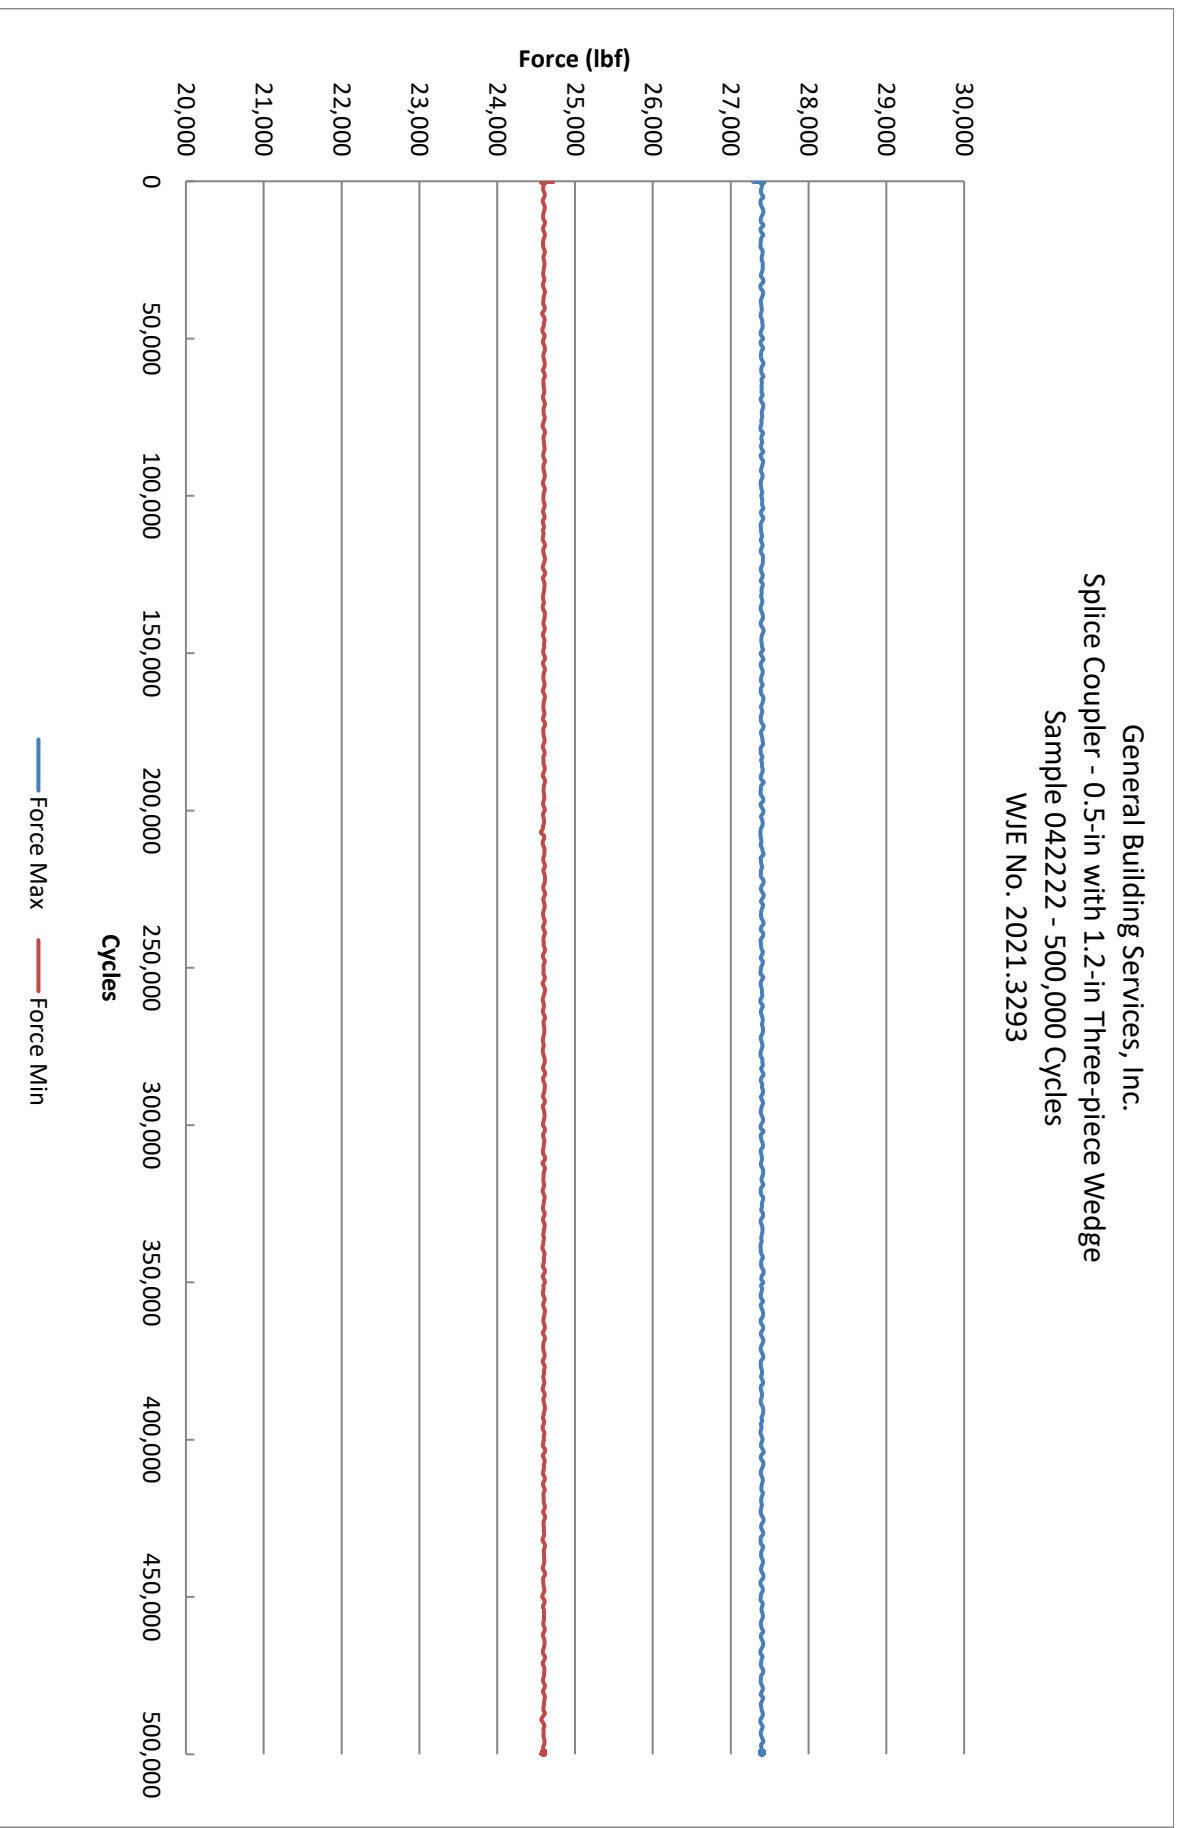 General Building Services, Inc.
Splice Coupler - 0.5-in with 1.2-in Three-piece Wedge
Sample 042222 - 500,000 Cycles
WJE No. 2021.3293
30,000
29,000
28,000
27,000
26,000
25,000
24,000
23,000
22,000
21,000
20,000
Force (lbf)
0 50,000 100,000 150,000 200,000 250,000 300,000 350,000 400,000 450,000 500,000
Cycles
Force Max Force Min